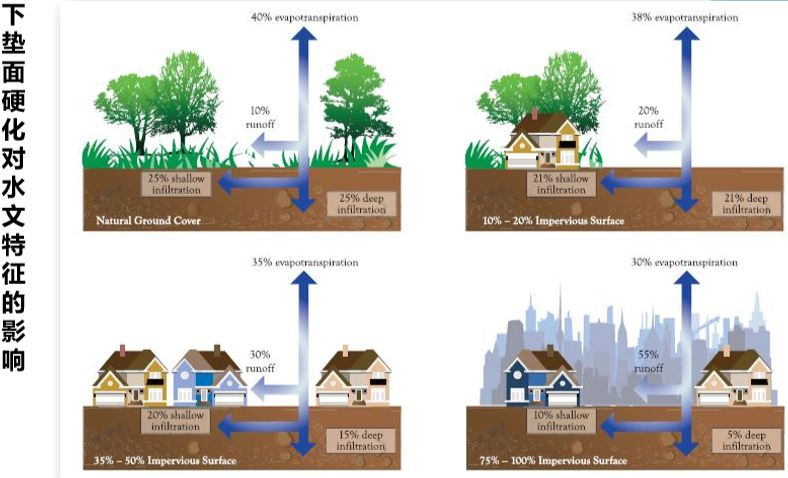 下垫面硬化对水文特征的影响
40% evapotranspiration
10%
runoff
25% shallow
infiltration
25% deep
infiltration
Natural Ground Cover
38% evapotranspiration
20%
runoff
21% shallow
infiltration
21% deep
infiltration
10% – 20% Impervious Surface
35% evapotranspiration
30%
runoff
20% shallow
infiltration
15% deep
infiltration
35% – 50% Impervious Surface
30% evapotranspiration
55%
runoff
10% shallow
infiltration
5% deep
infiltration
75% – 100% Impervious Surface